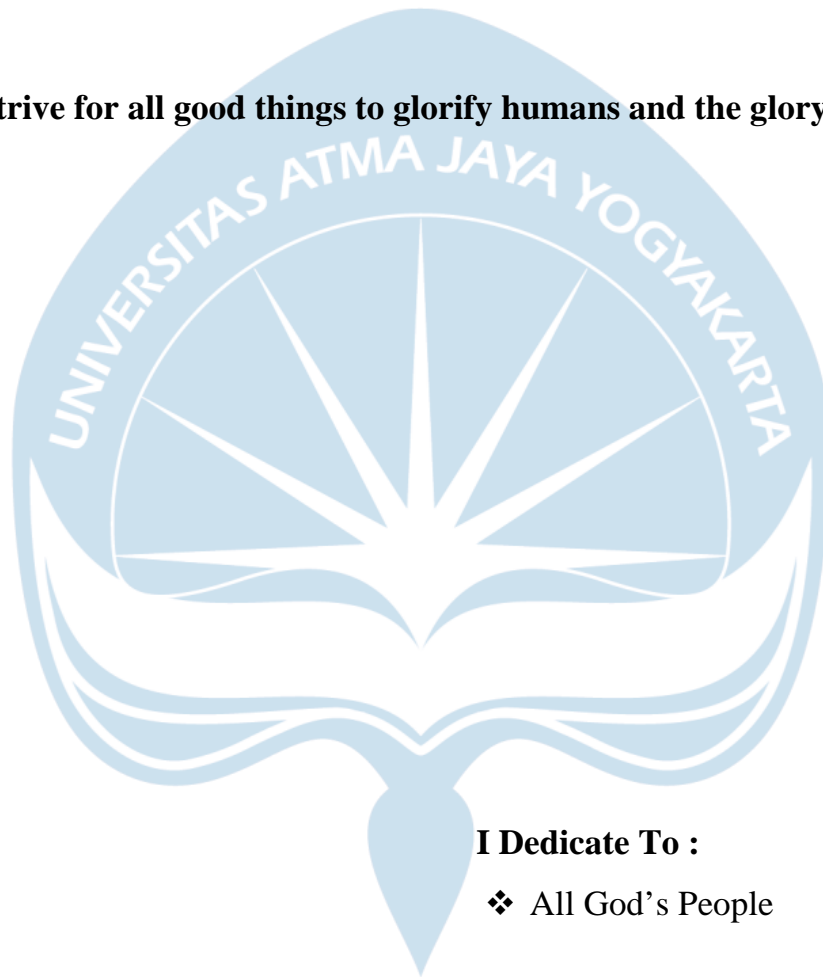 trive for all good things to glorify humans and the glory
UNIVERSITAS ATMA JAYA YOGYAKARTA
I Dedicate To :
❖ All God’s People